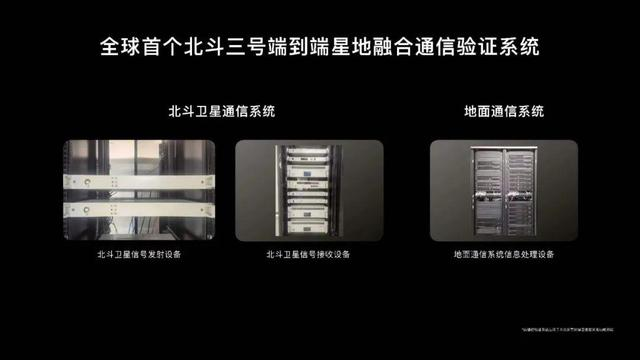 全球首个北斗三号端到端星地融合通信验证系统
北斗卫星通信系统
地面通信系统
北斗卫星信号发射设备
北斗卫星信号接收设备
地面通信系统信息处理设备